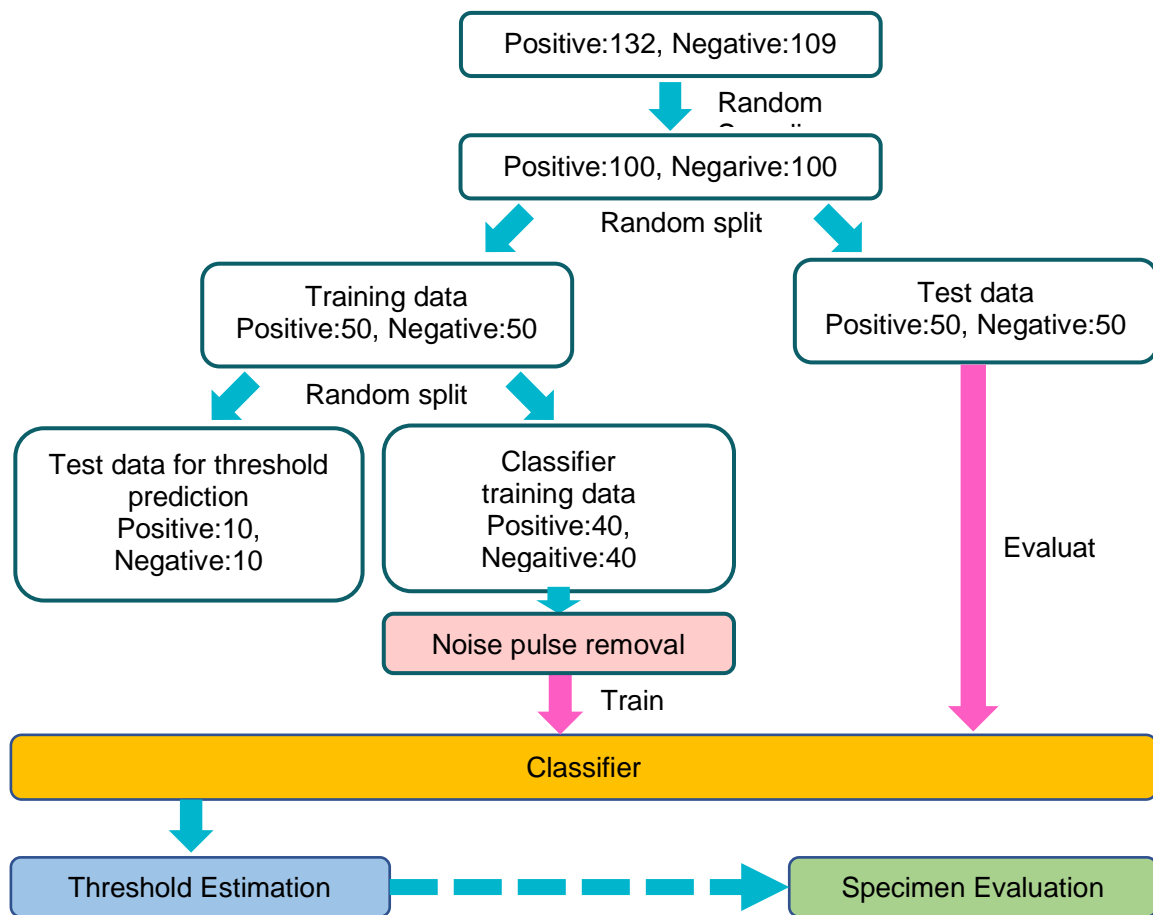 Positive:132, Negative:109
Random
Positive:100, Negarive:100
Random split
Training data
Positive:50, Negative:50
Test data
Positive:50, Negative:50
Random split
Test data for threshold
prediction
Positive:10,
Negative:10
Classifier
training data
Positive:40,
Negaitive:40
Evaluat
Noise pulse removal
Train
Classifier
Threshold Estimation
Specimen Evaluation